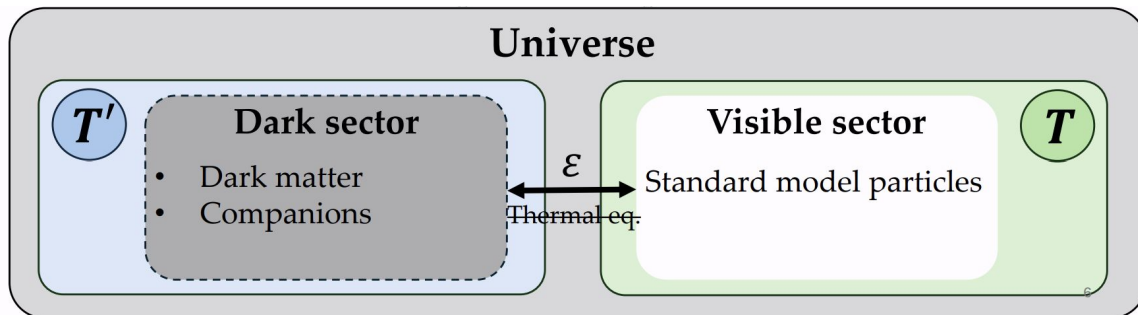 Universe
T′
Dark sector
• Dark matter
• Companions
ε
Thermal eq.
Visible sector
Standard model particles
T
6